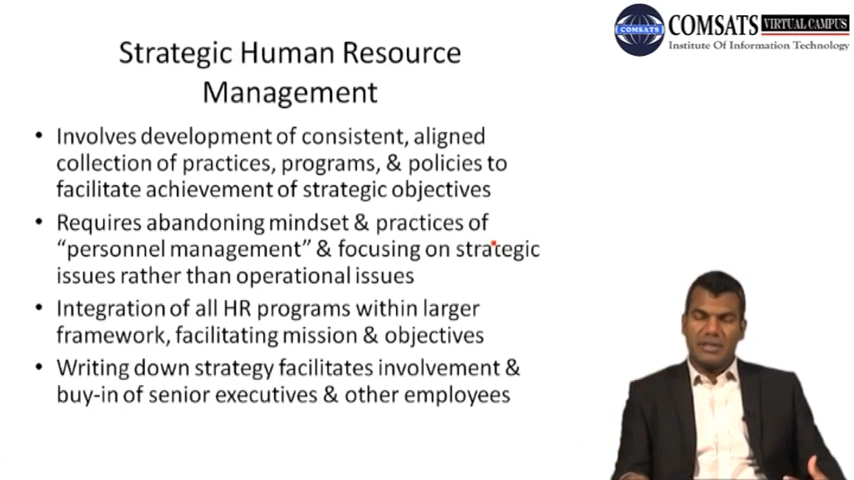 COMSATS
COMSATS VIRTUAL CAMPUS
Institute Of Information Technology
Strategic Human Resource
Management
• Involves development of consistent, aligned
collection of practices, programs, & policies to
facilitate achievement of strategic objectives
• Requires abandoning mindset & practices of
“personnel management” & focusing on strategic
issues rather than operational issues
• Integration of all HR programs within larger
framework, facilitating mission & objectives
• Writing down strategy facilitates involvement &
buy-in of senior executives & other employees